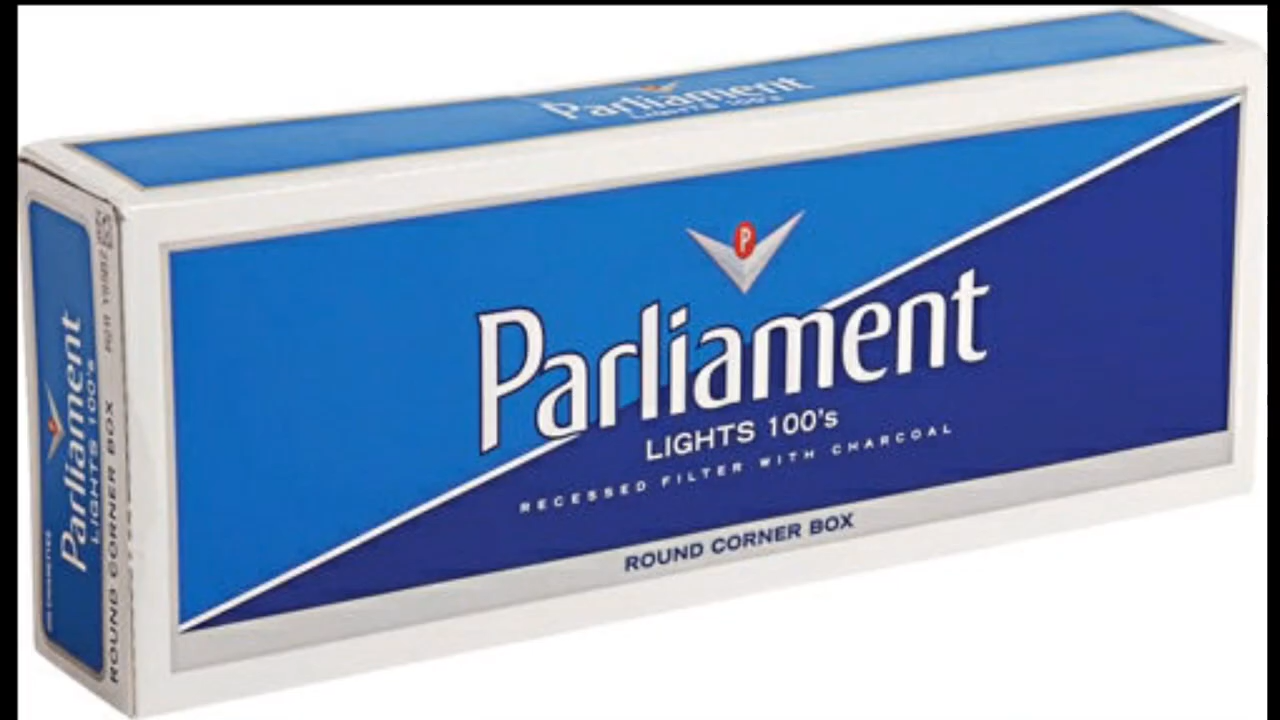 Parliament
LIGHTS 100's
P
Parliament
LIGHTS 100's
RECESSED FILTER WITH CHARCOAL
ROUND CORNER BOX
Parliament
LIGHTS 100's
ROUND CORNER BOX